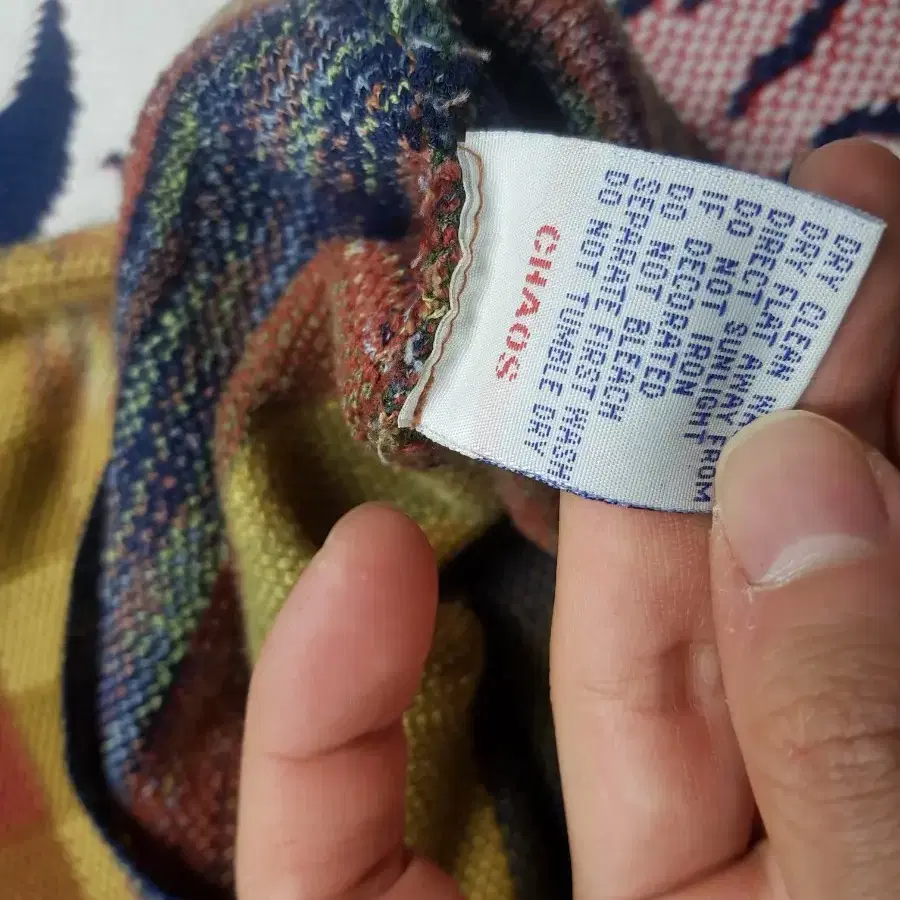 DRY CLEAN
DRY FLAT AWAY FROM
DIRECT SUNLIGHT
DO NOT IRON
IF DECORATED
DO NOT BLEACH
SEPARATE FIRST WASH
DO NOT TUMBLE DRY
CHAOS